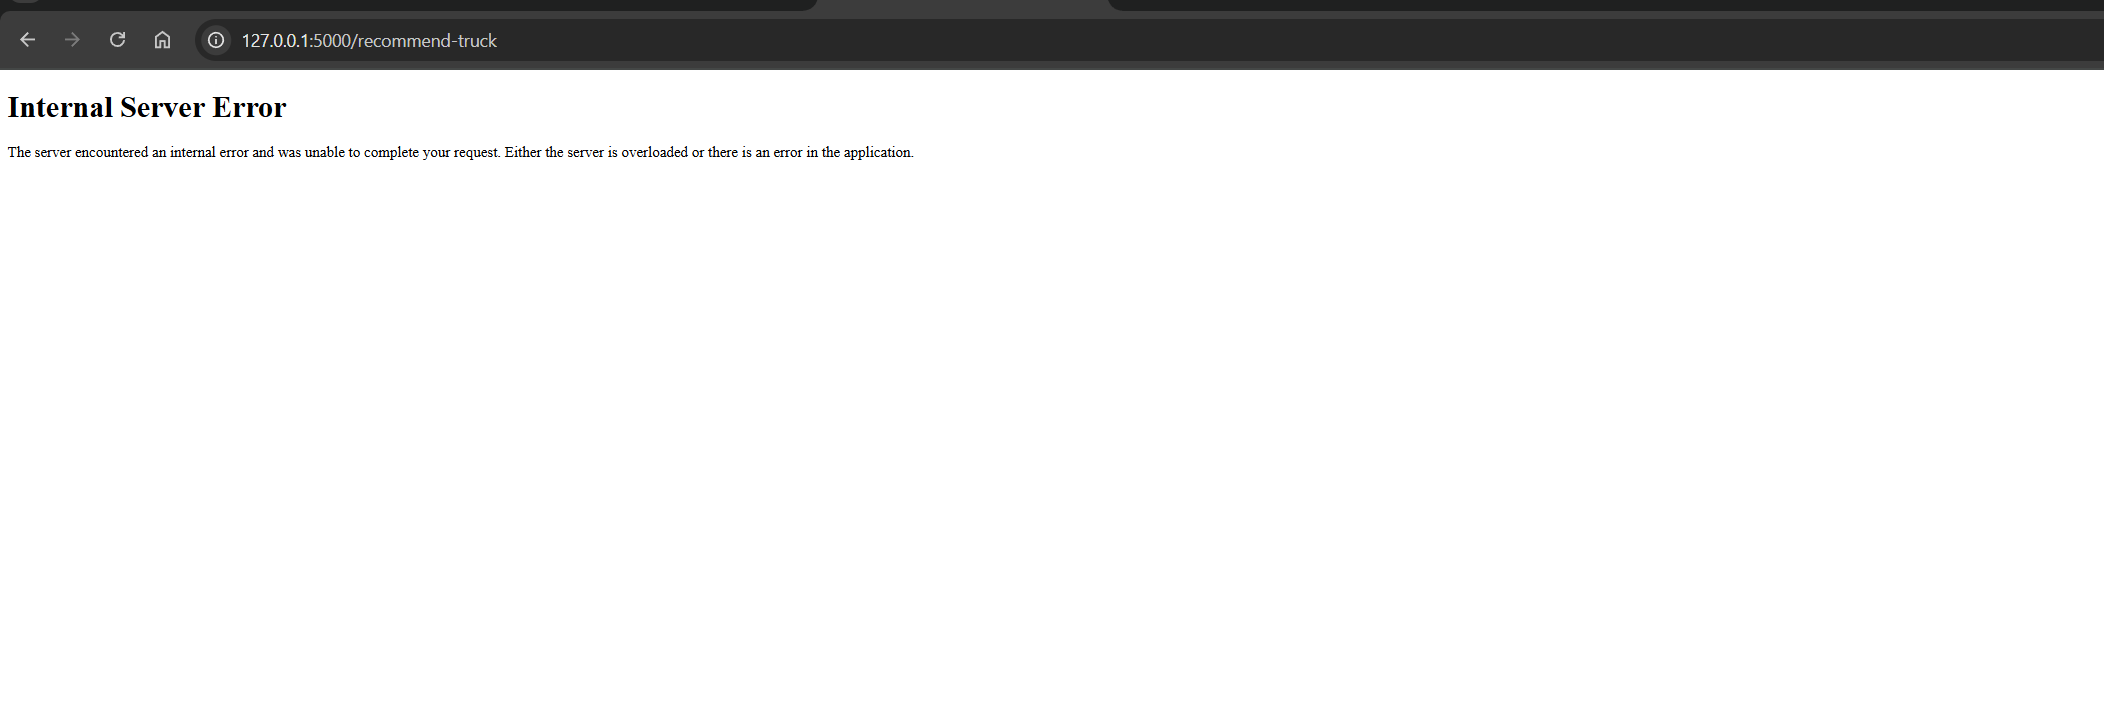 127.0.0.1:5000/recommend-truck
Internal Server Error
The server encountered an internal error and was unable to complete your request. Either the server is overloaded or there is an error in the application.